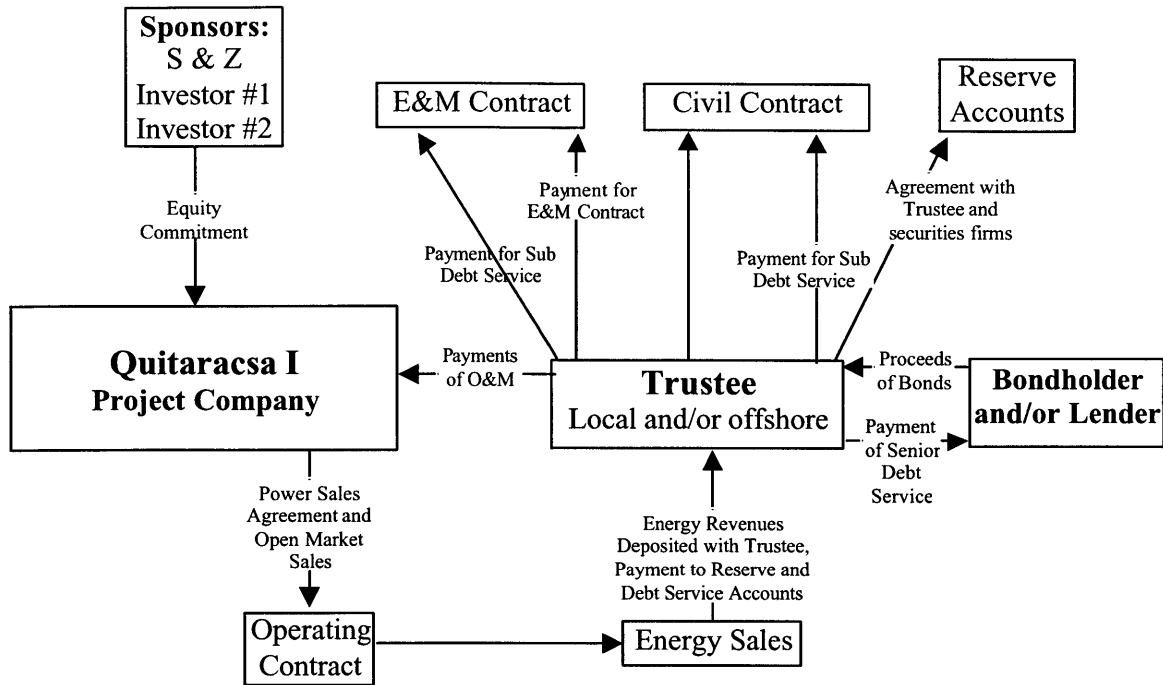 Sponsors:
S & Z
Investor #1
Investor #2
E&M Contract
Civil Contract
Reserve
Accounts
Equity
Commitment
Payment for Sub
Debt Service
Payment for
E&M Contract
Payment for Sub
Debt Service
Agreement with
Trustee and
securities firms
Quitaracsa I
Project Company
Payments
of O&M
Trustee
Local and/or offshore
Proceeds
of Bonds
Bondholder
and/or Lender
Payment
of Senior
Debt
Service
Power Sales
Agreement and
Open Market
Sales
Energy Revenues
Deposited with Trustee,
Payment to Reserve and
Debt Service Accounts
Operating
Contract
Energy Sales